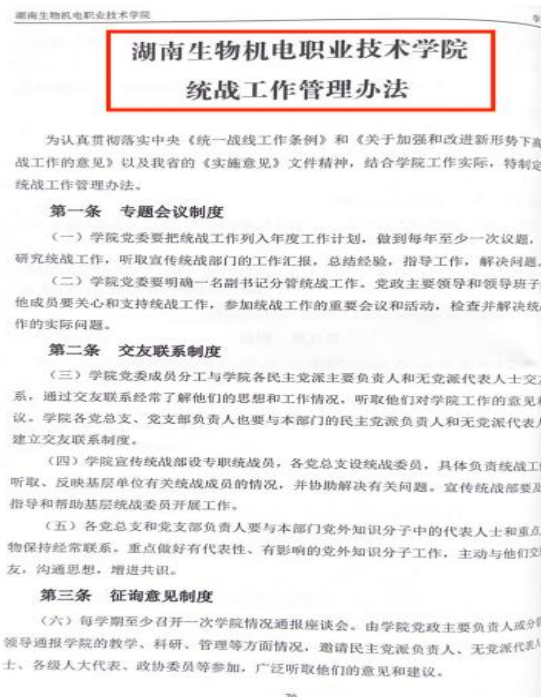 湖南生物机电职业技术学院
湖南生物机电职业技术学院
统战工作管理办法
为认真贯彻落实中央《统一战线工作条例》和《关于加强和改进新形势下高
战工作的意见》以及我省的《实施意见》文件精神，结合学院工作实际，特制定
统战工作管理办法。
第一条 专题会议制度
（一）学院党委要把统战工作列入年度工作计划，做到每年至少一次议题，
研究统战工作，听取宣传统战部门的工作汇报，总结经验，指导工作，解决问题。
（二）学院党委要明确一名副书记分管统战工作。党政主要领导和领导班子
他成员要关心和支持统战工作，参加统战工作的重要会议和活动，检查并解决统
作的实际问题。
第二条 交友联系制度
（三）学院党委成员分工与学院各民主党派主要负责人和无党派代表人士交
系，通过交友联系经常了解他们的思想和工作情况，听取他们对学院工作的意见
议。学院各党总支、党支部负责人也要与本部门的民主党派负责人和无党派代表
建立交友联系制度。
（四）学院宣传统战部设专职统战员，各党总支设统战委员，具体负责统战工
听取、反映基层单位有关统战成员的情况，并协助解决有关问题。宣传统战部要
指导和帮助基层统战委员开展工作。
（五）各党总支和党支部负责人要与本部门党外知识分子中的代表人士和重点
物保持经常联系。重点做好有代表性、有影响的党外知识分子工作，主动与他们交
友，沟通思想，增进共识。
第三条 征询意见制度
（六）每学期至少召开一次学院情况通报座谈会。由学院党政主要负责人或分管
领导通报学院的教学、科研、管理等方面情况，邀请民主党派负责人、无党派代表
士、各级人大代表、政协委员等参加，广泛听取他们的意见和建议。